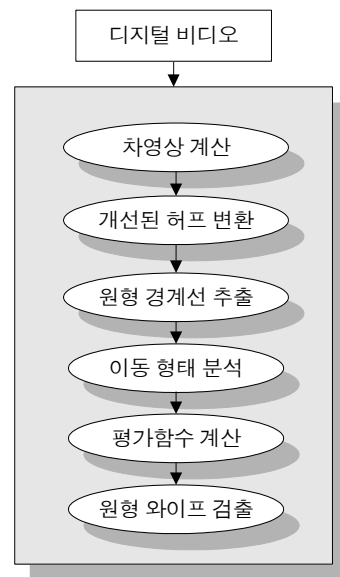 디지털 비디오
차영상 계산
개선된 허프 변환
원형 경계선 추출
이동 형태 분석
평가함수 계산
원형 와이프 검출